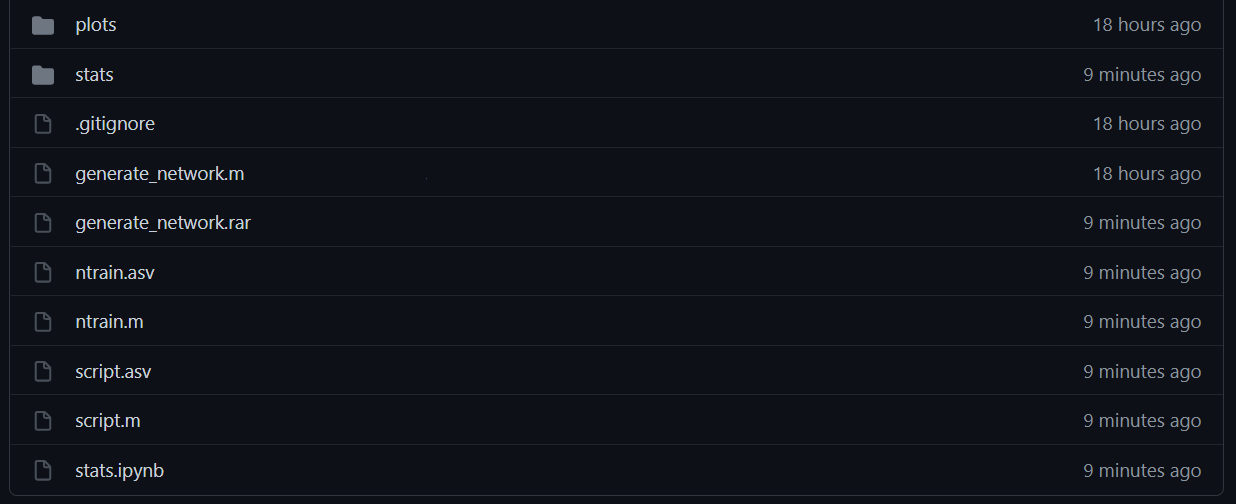 plots 18 hours ago
stats 9 minutes ago
.gitignore 18 hours ago
generate_network.m 18 hours ago
generate_network.rar 9 minutes ago
ntrain.asv 9 minutes ago
ntrain.m 9 minutes ago
script.asv 9 minutes ago
script.m 9 minutes ago
stats.ipynb 9 minutes ago